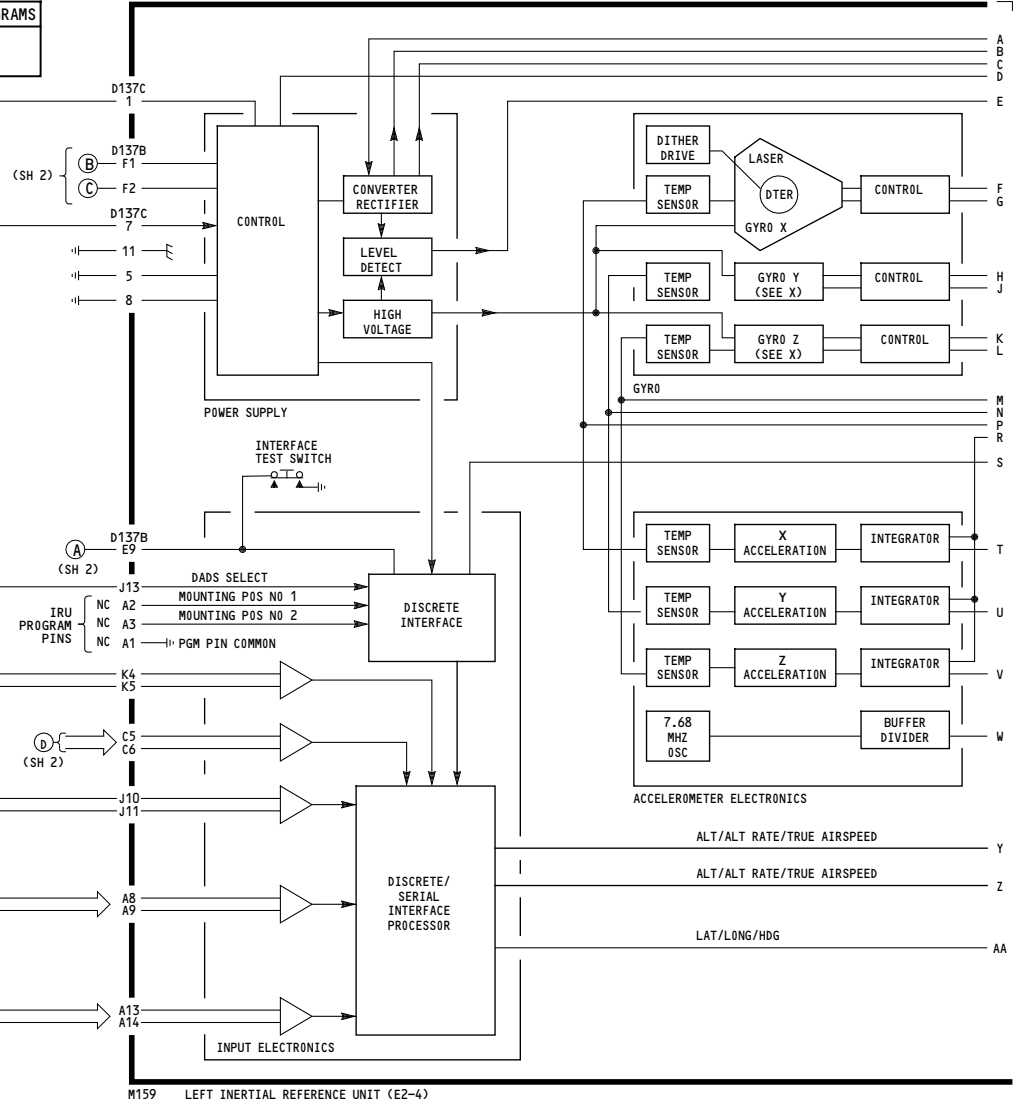 RAMS
A
B
C
D
D137C
1
E
D137B
B
F1
(SH 2)
C
F2
D137C
7
11
5
8
CONTROL
CONVERTER
RECTIFIER
LEVEL
DETECT
HIGH
VOLTAGE
POWER SUPPLY
DITHER
DRIVE
LASER
TEMP
SENSOR
DTER
GYRO X
CONTROL
F
G
TEMP
SENSOR
GYRO Y
(SEE X)
CONTROL
H
J
TEMP
SENSOR
GYRO Z
(SEE X)
CONTROL
K
L
GYRO
M
N
P
R
S
INTERFACE
TEST SWITCH
D137B
A
E9
(SH 2)
J13
DADS SELECT
IRU
PROGRAM
PINS
NC A2
MOUNTING POS NO 1
NC A3
MOUNTING POS NO 2
NC A1
PGM PIN COMMON
DISCRETE
INTERFACE
K4
K5
D
C5
C6
(SH 2)
J10
J11
A8
A9
A13
A14
DISCRETE/
SERIAL
INTERFACE
PROCESSOR
INPUT ELECTRONICS
TEMP
SENSOR
X
ACCELERATION
INTEGRATOR
T
TEMP
SENSOR
Y
ACCELERATION
INTEGRATOR
U
TEMP
SENSOR
Z
ACCELERATION
INTEGRATOR
V
7.68
MHZ
OSC
BUFFER
DIVIDER
W
ACCELEROMETER ELECTRONICS
ALT/ALT RATE/TRUE AIRSPEED
Y
ALT/ALT RATE/TRUE AIRSPEED
Z
LAT/LONG/HDG
AA
M159 LEFT INERTIAL REFERENCE UNIT (E2-4)